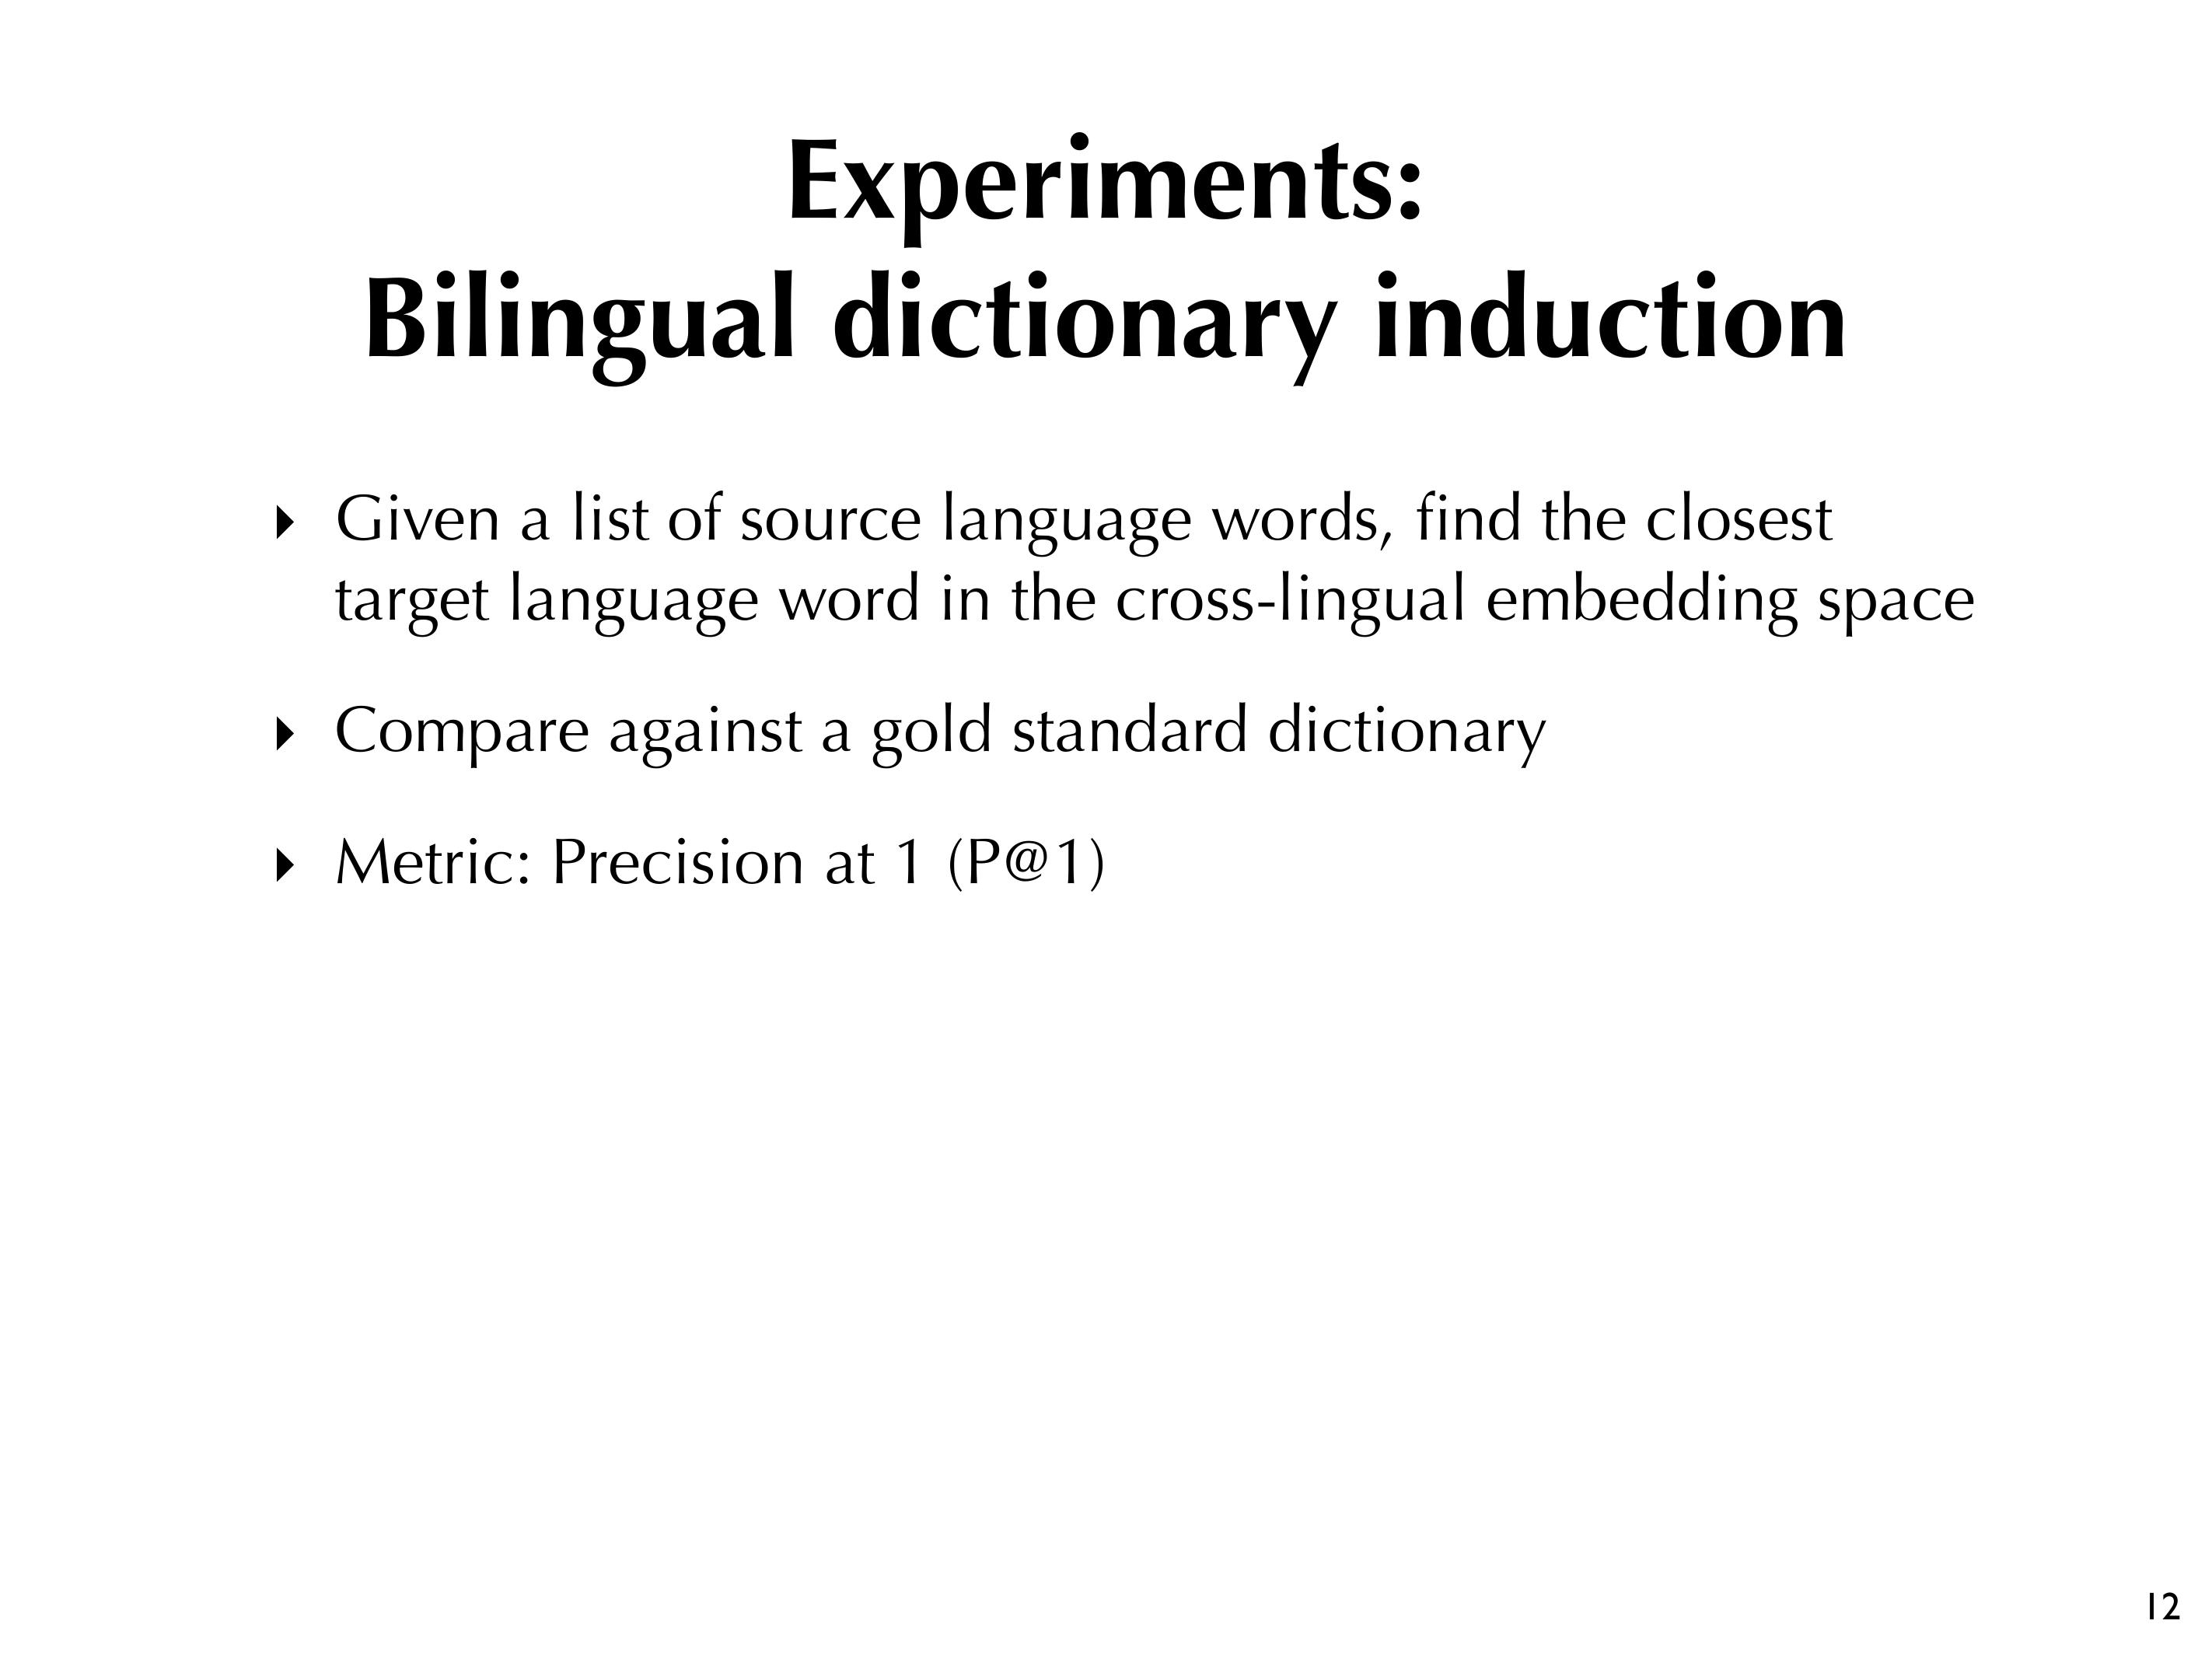 Experiments:
Bilingual dictionary induction
‣ Given a list of source language words, find the closest
target language word in the cross-lingual embedding space
‣ Compare against a gold standard dictionary
‣ Metric: Precision at 1 (P@1)
12